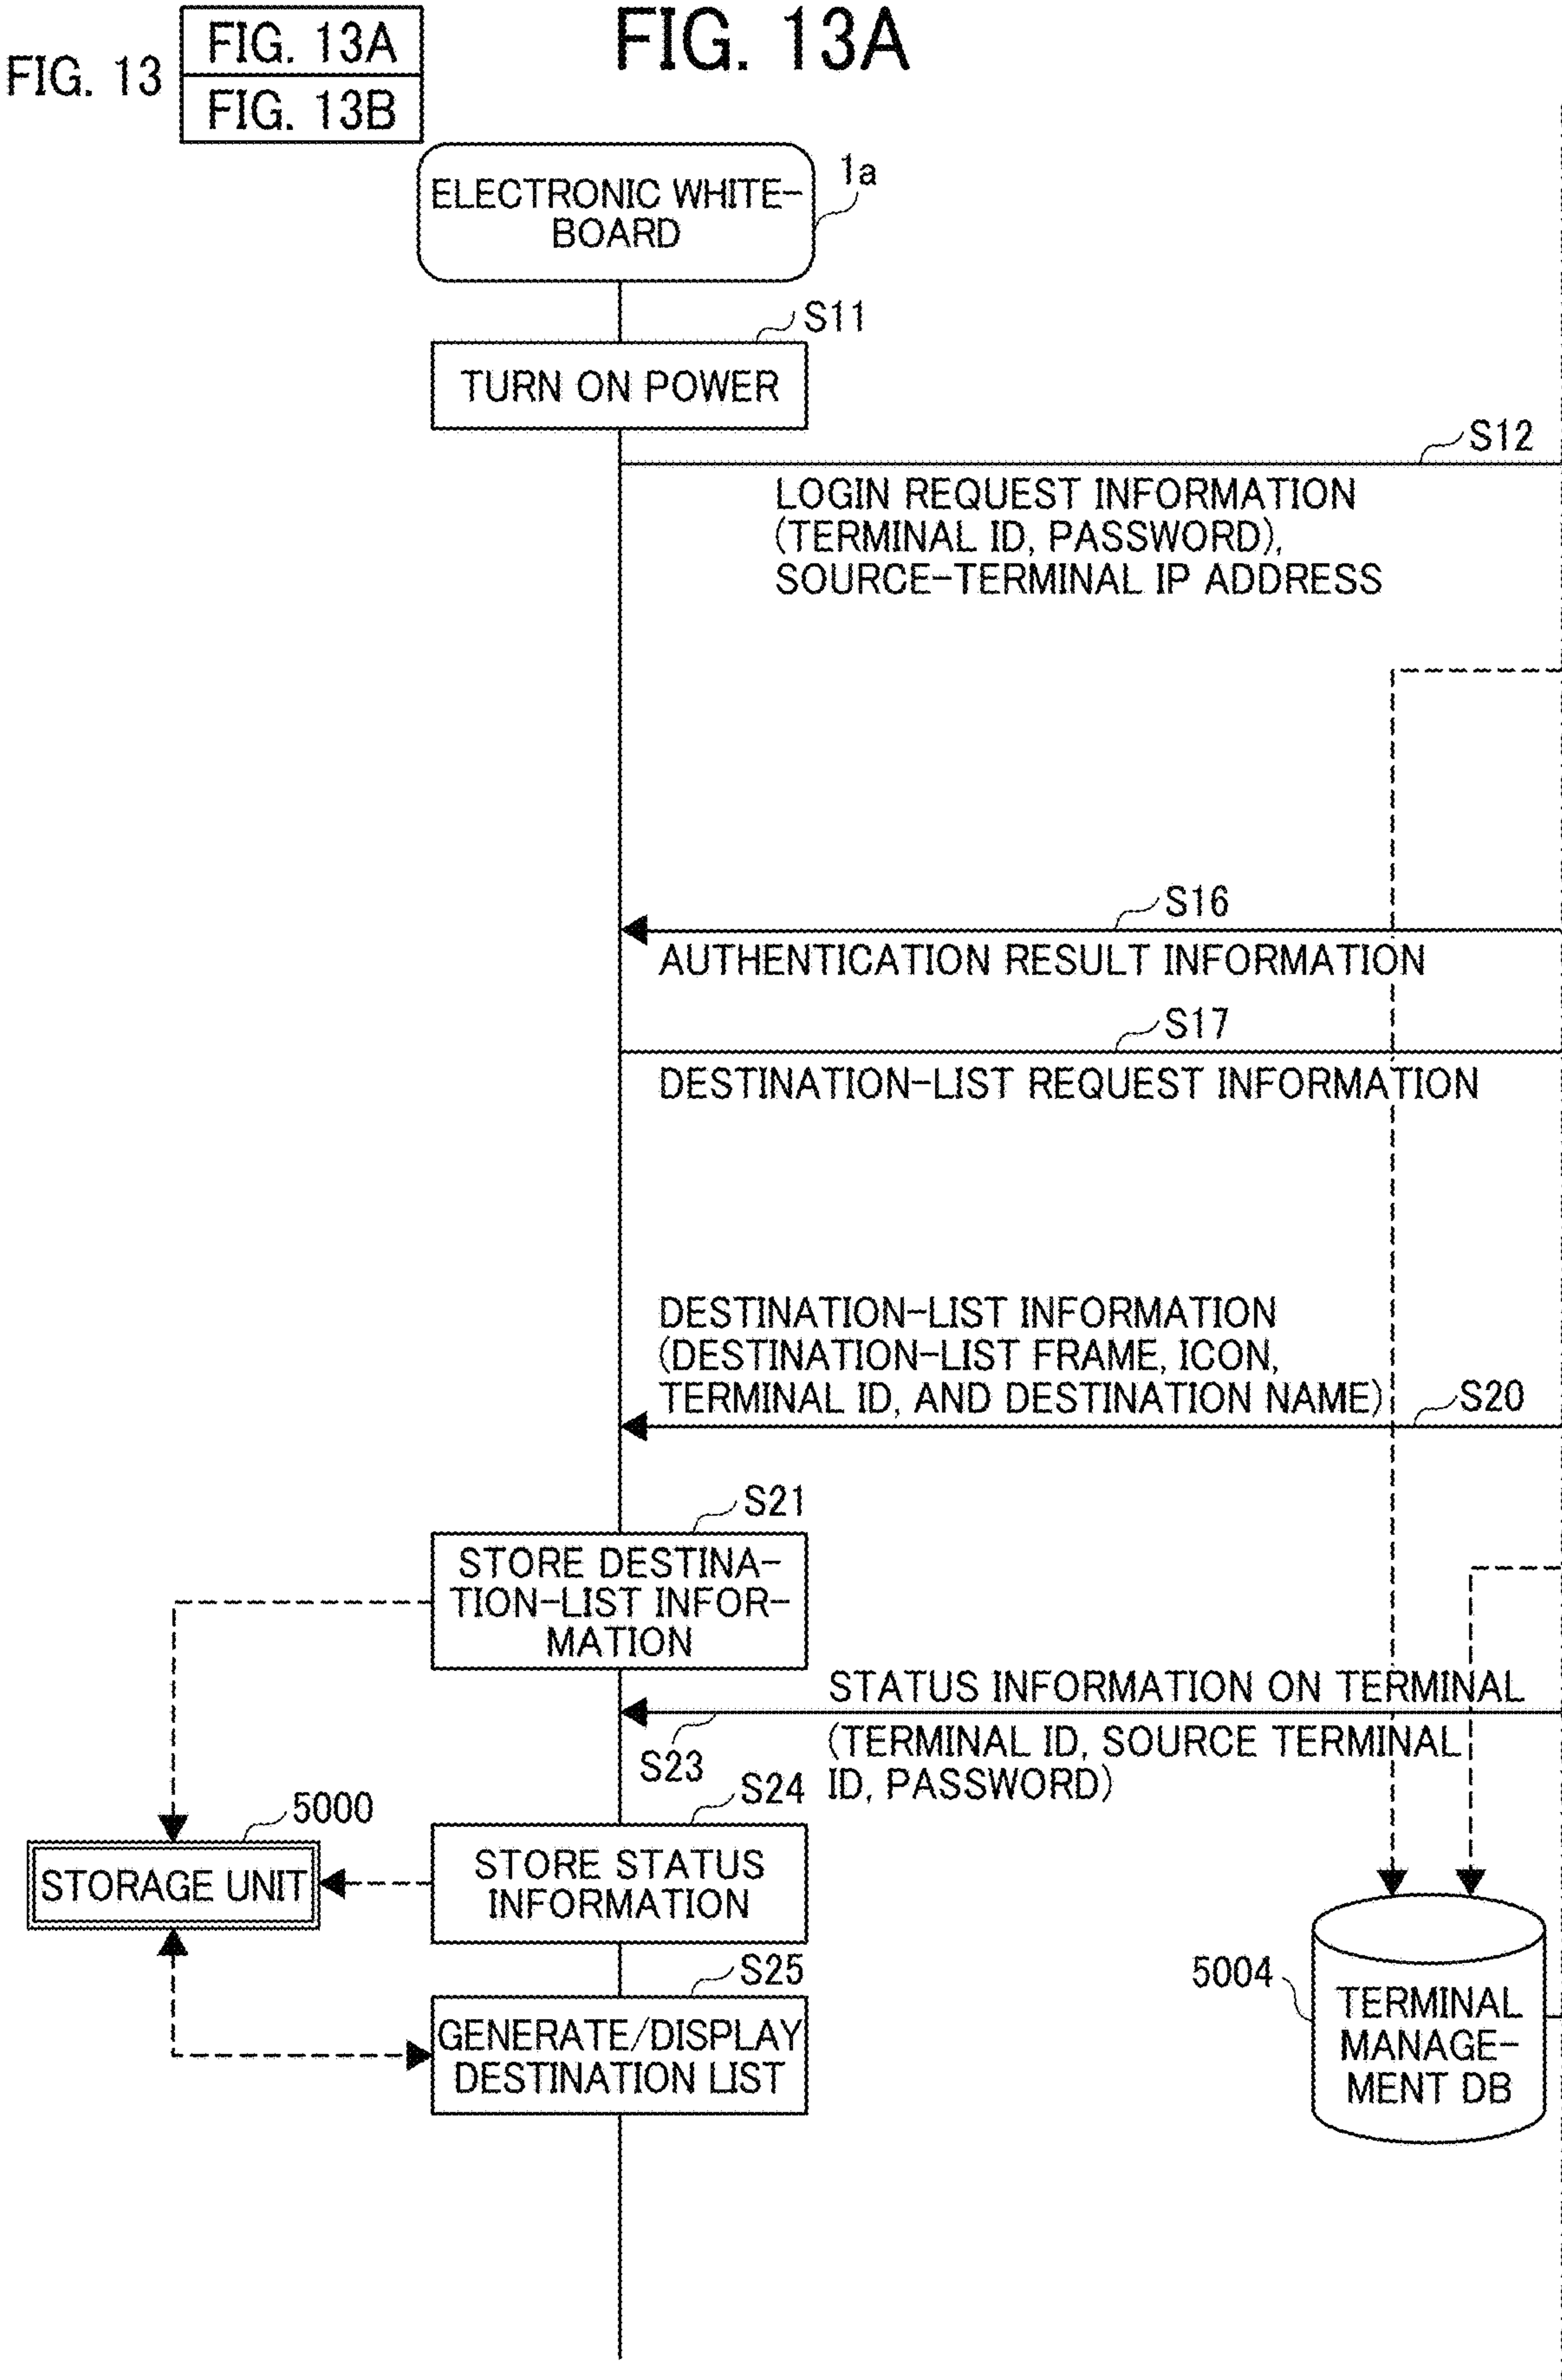 FIG. 13A
FIG. 13
FIG. 13A
FIG. 13B
ELECTRONIC WHITE-
BOARD
1a
S11
TURN ON POWER
S12
LOGIN REQUEST INFORMATION
(TERMINAL ID, PASSWORD),
SOURCE-TERMINAL IP ADDRESS
S16
AUTHENTICATION RESULT INFORMATION
S17
DESTINATION-LIST REQUEST INFORMATION
DESTINATION-LIST INFORMATION
(DESTINATION-LIST FRAME, ICON,
TERMINAL ID, AND DESTINATION NAME)
S20
S21
STORE DESTINA-
TION-LIST INFOR-
MATION
STATUS INFORMATION ON TERMINAL
(TERMINAL ID, SOURCE TERMINAL
ID, PASSWORD)
S23
S24
5000
STORAGE UNIT
STORE STATUS
INFORMATION
S25
GENERATE/DISPLAY
DESTINATION LIST
5004
TERMINAL
MANAGE-
MENT DB